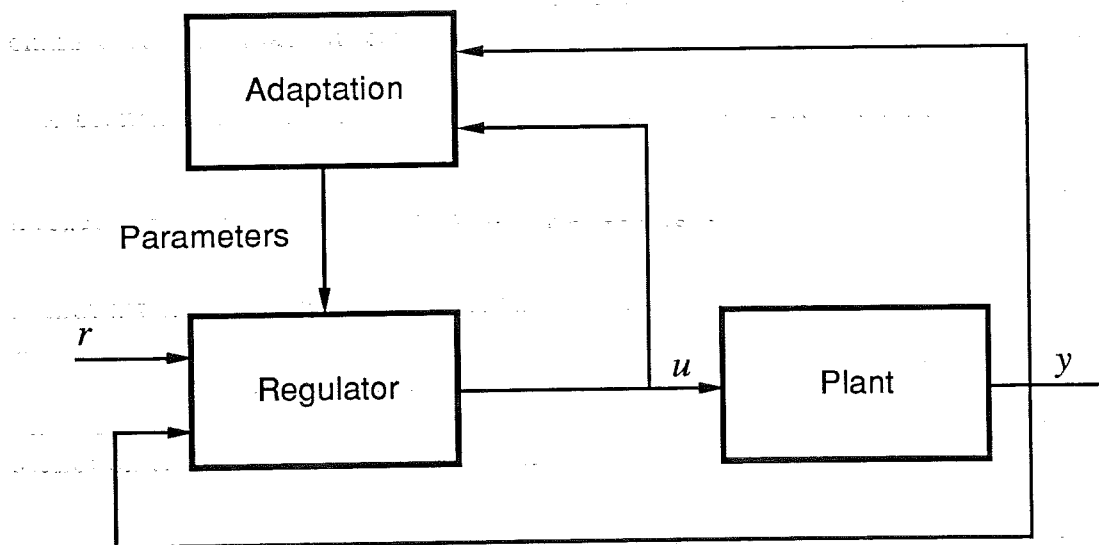 Adaptation
Parameters
r
Regulator
u
Plant
y